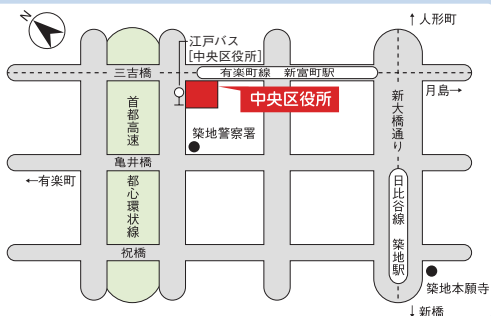 N
↑人形町
江戸バス
[中央区役所]
三吉橋
有楽町線 新富町駅
月島→
中央区役所
首都高速
新大橋通り
築地警察署
亀井橋
←有楽町
都心環状線
日比谷線 築地駅
祝橋
築地本願寺
↓新橋